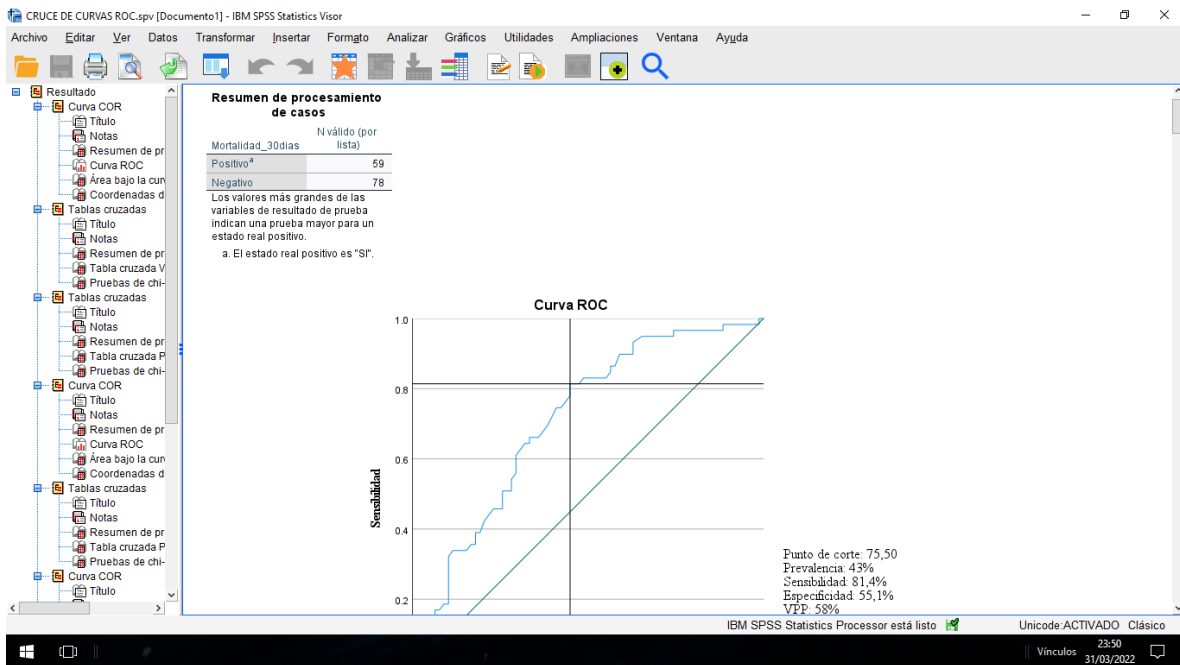 CRUCE DE CURVAS ROC.spv [Documento1] - IBM SPSS Statistics Visor
Archivo Editar Ver Datos Transformar Insertar Formato Analizar Gráficos Utilidades Ampliaciones Ventana Ayuda
Resultado
Curva COR
Título
Notas
Resumen de pr
Curva ROC
Área bajo la curv
Coordenadas d
Tablas cruzadas
Título
Notas
Resumen de pr
Tabla cruzada V
Pruebas de chi-
Tablas cruzadas
Título
Notas
Resumen de pr
Tabla cruzada P
Pruebas de chi-
Curva COR
Título
Notas
Resumen de pr
Curva ROC
Área bajo la curv
Coordenadas d
Tablas cruzadas
Título
Notas
Resumen de pr
Tabla cruzada P
Pruebas de chi-
Curva COR
Título
Resumen de procesamiento
de casos
N válido (por
Mortalidad_30dias lista)
Positivoª 59
Negativo 78
Los valores más grandes de las
variables de resultado de prueba
indican una prueba mayor para un
estado real positivo.
a. El estado real positivo es "SI".
Curva ROC
1.0
0.8
0.6
0.4
0.2
Sensibilidad
Punto de corte: 75,50
Prevalencia: 43%
Sensibilidad: 81,4%
Especificidad: 55,1%
VPP: 58%
IBM SPSS Statistics Processor está listo Unicode:ACTIVADO Clásico
Vínculos 23:50
31/03/2022